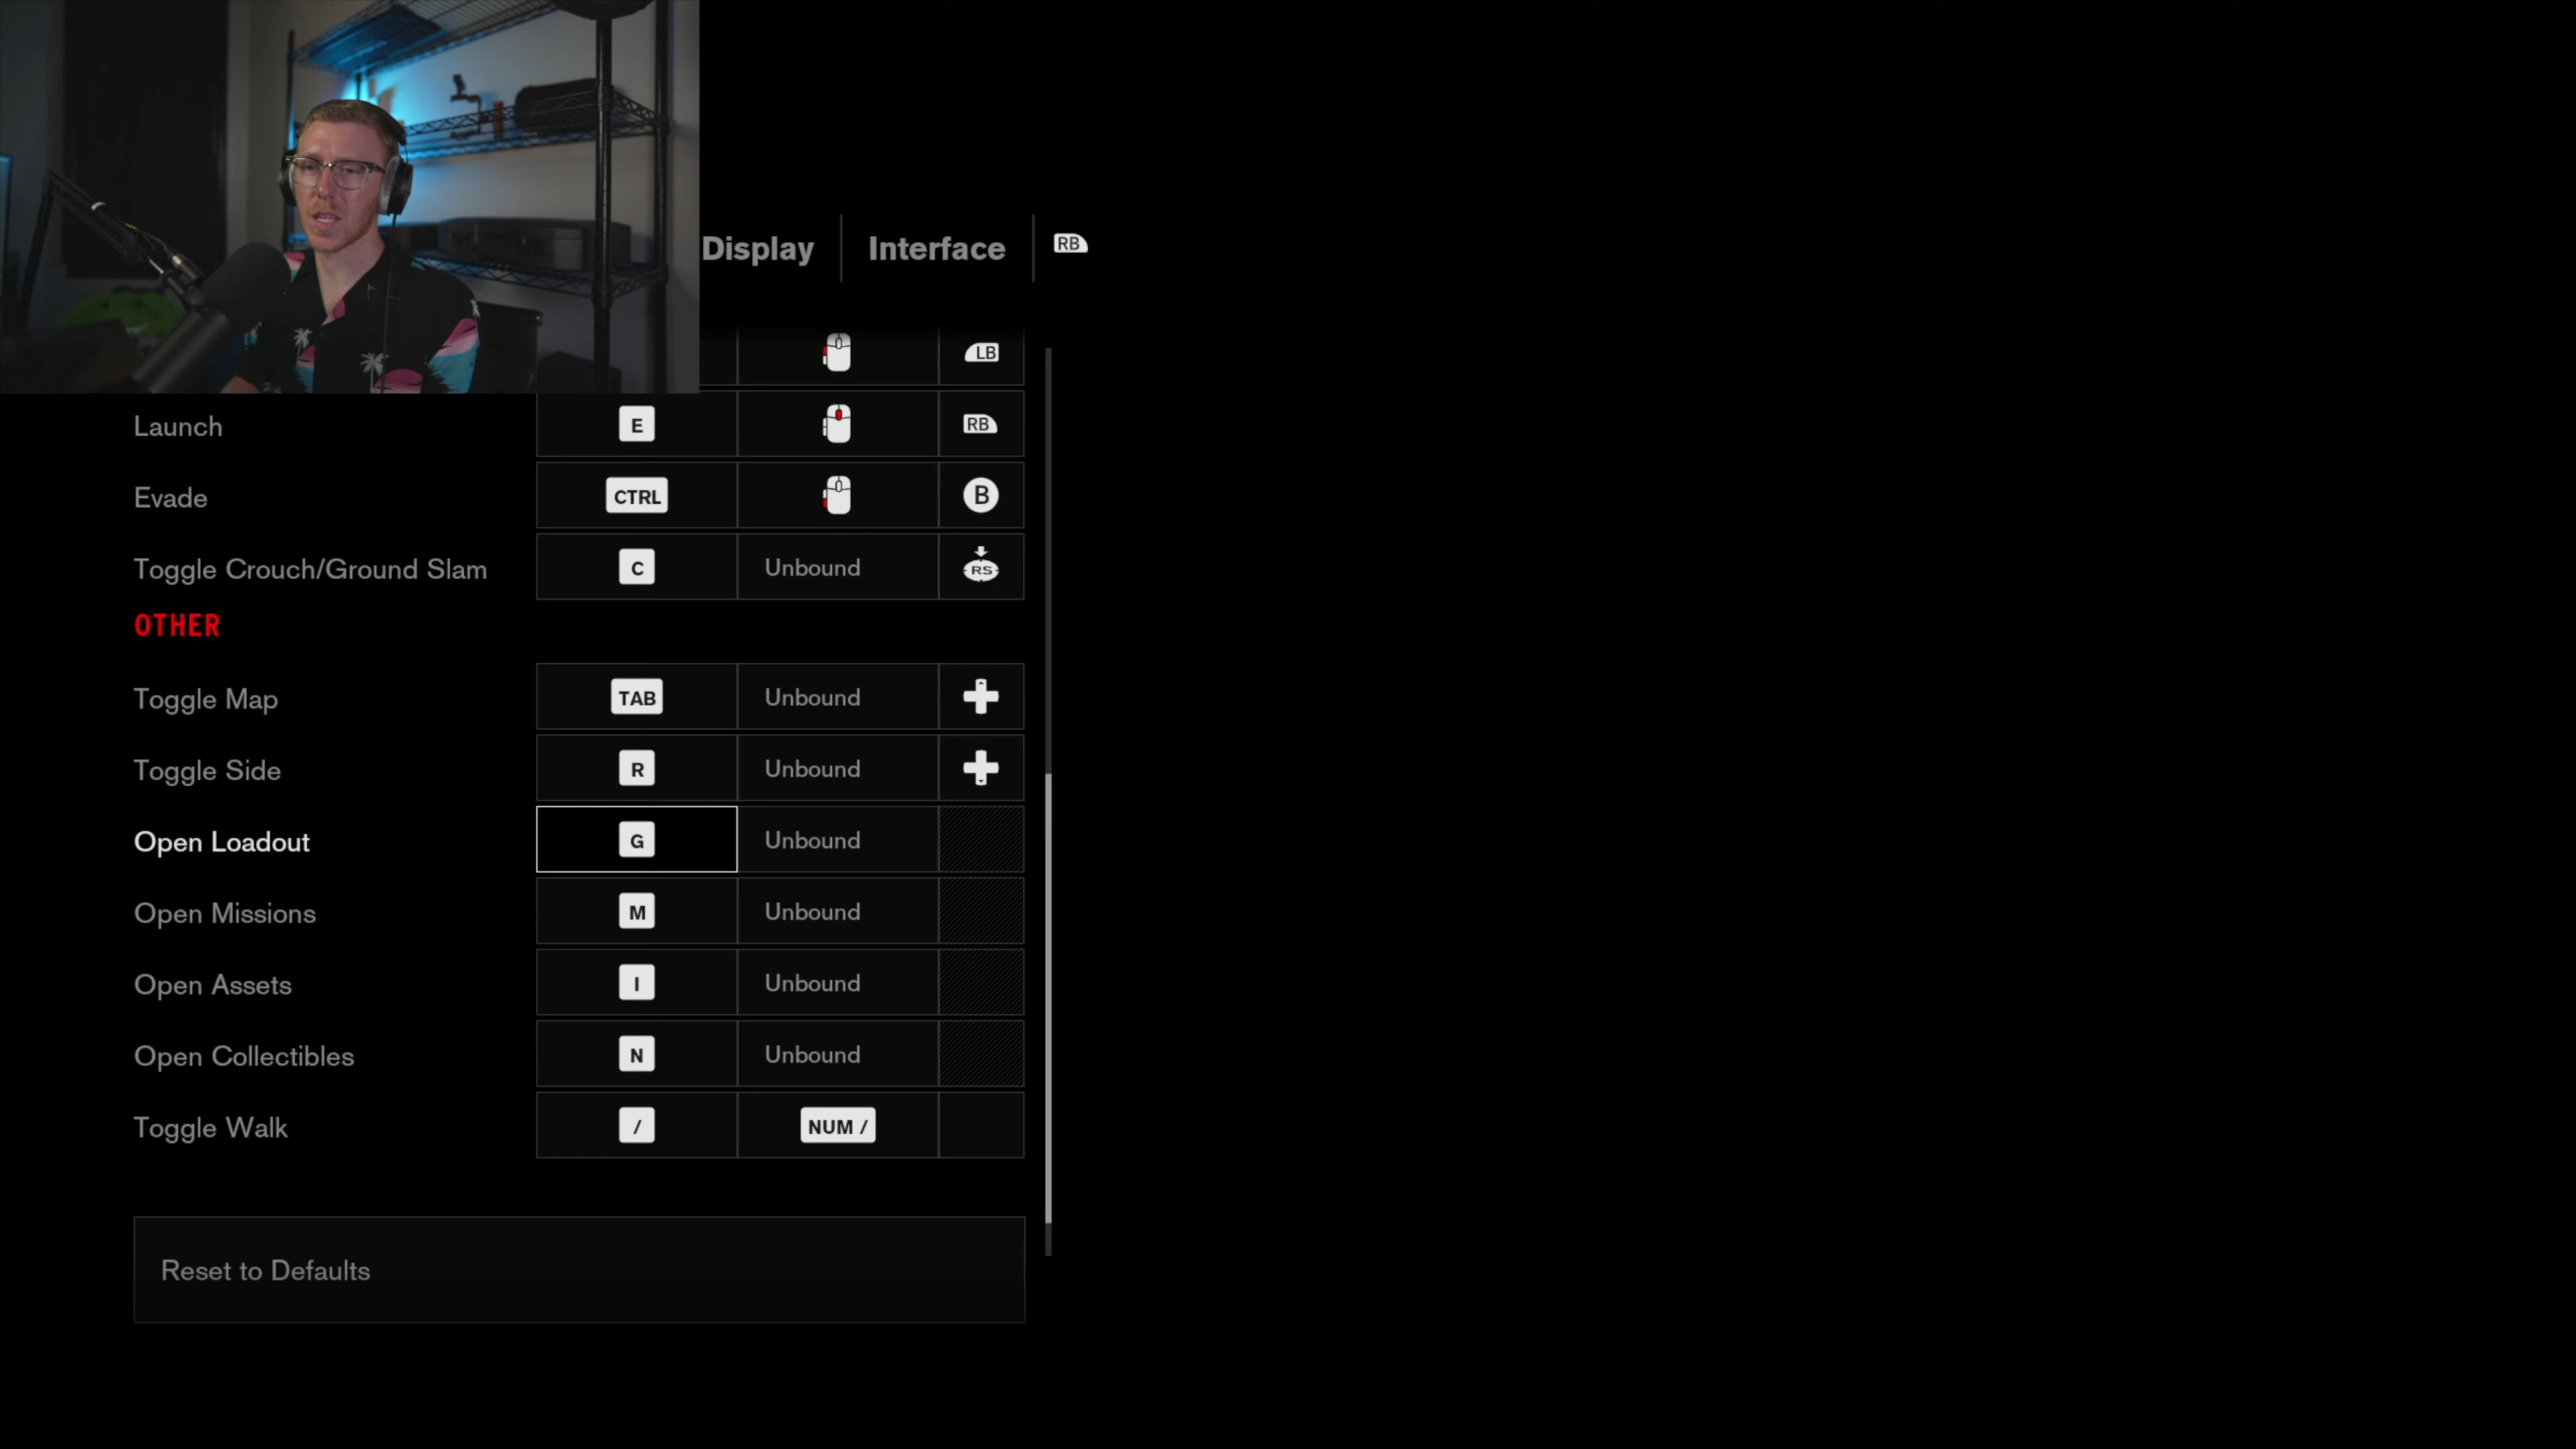 Display Interface RB
LB
Launch E RB
Evade CTRL B
Toggle Crouch/Ground Slam C Unbound RS
OTHER
Toggle Map TAB Unbound
Toggle Side R Unbound
Open Loadout G Unbound
Open Missions M Unbound
Open Assets I Unbound
Open Collectibles N Unbound
Toggle Walk / NUM /
Reset to Defaults